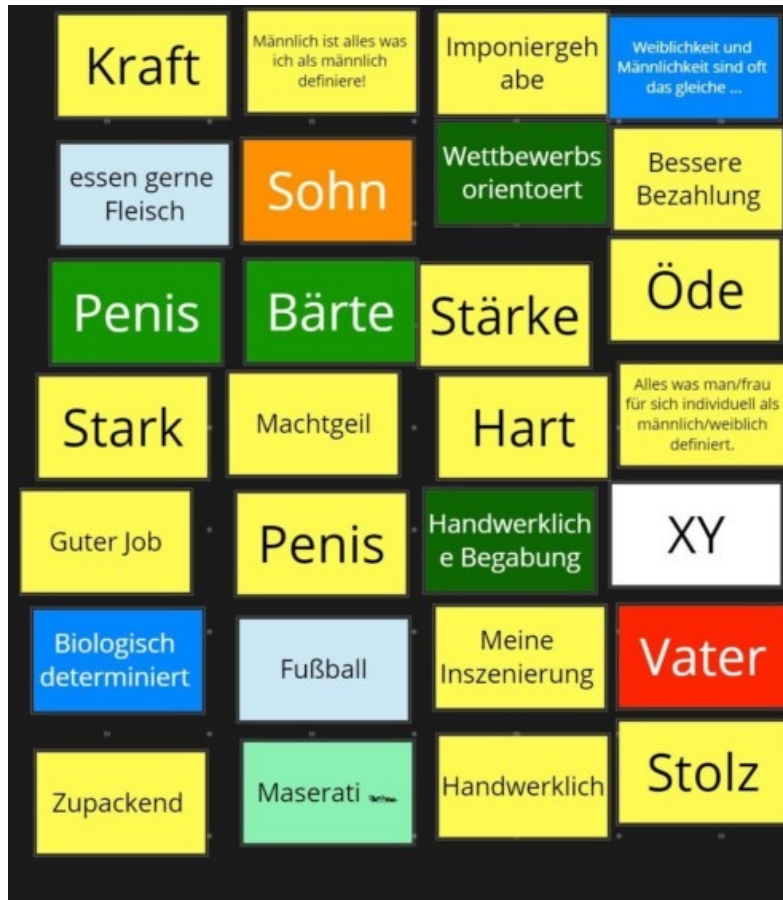 Kraft
Männlich ist alles was
ich als männlich
definiere!
Imponiergeh
abe
Weiblichkeit und
Männlichkeit sind oft
das gleiche ...
essen gerne
Fleisch
Sohn
Wettbewerbs
orientoert
Bessere
Bezahlung
Penis
Bärte
Stärke
Öde
Stark
Machtgeil
Hart
Alles was man/frau
für sich individuell als
männlich/weiblich
definiert.
Guter Job
Penis
Handwerklich
e Begabung
XY
Biologisch
determiniert
Fußball
Meine
Inszenierung
Vater
Zupackend
Maserati
Handwerklich
Stolz